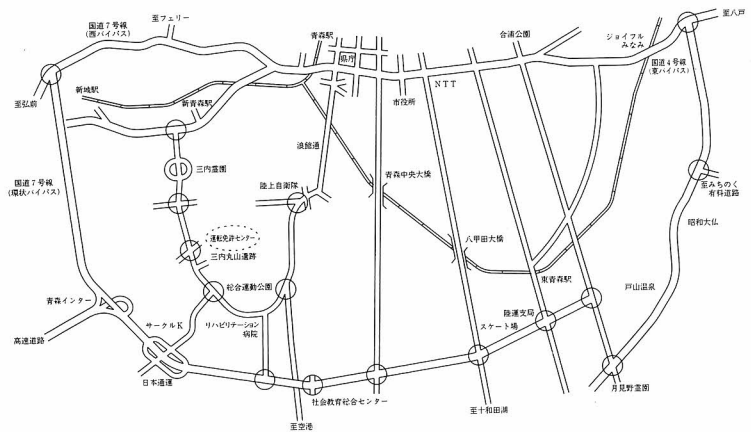 国道７号線
(西バイパス)
至フェリー
青森駅
県庁
合浦公園
ジョイフル
みなみ
至八戸
国道４号線
(東バイパス)
至弘前
新城駅
新青森駅
市役所
NTT
浪館通
三内霊園
陸上自衛隊
青森中央大橋
至みちのく
有料道路
国道７号線
(環状バイパス)
運転免許センター
三内丸山遺跡
八甲田大橋
昭和大仏
東青森駅
戸山温泉
青森インター
総合運動公園
高速道路
サークルK
リハビリテーション
病院
陸運支局
スケート場
日本通運
社会教育総合センター
月見野霊園
至十和田湖
至空港